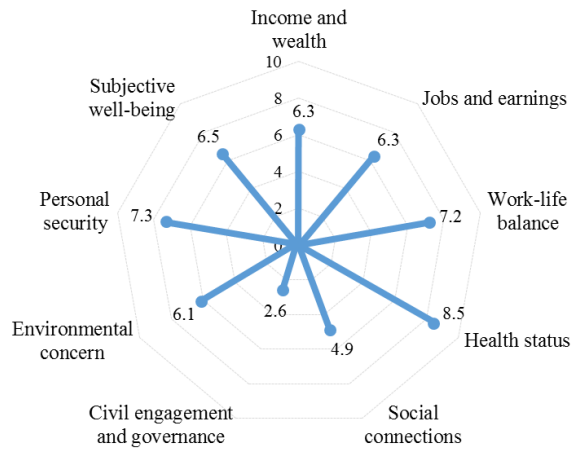 Income and
wealth
10
Subjective
well-being
8
Jobs and earnings
6.3
6.5
6
6.3
4
Personal
security
7.3
7.2
Work-life
balance
2
0
6.1
2.6
8.5
Environmental
concern
4.9
Health status
Civil engagement
and governance
Social
connections